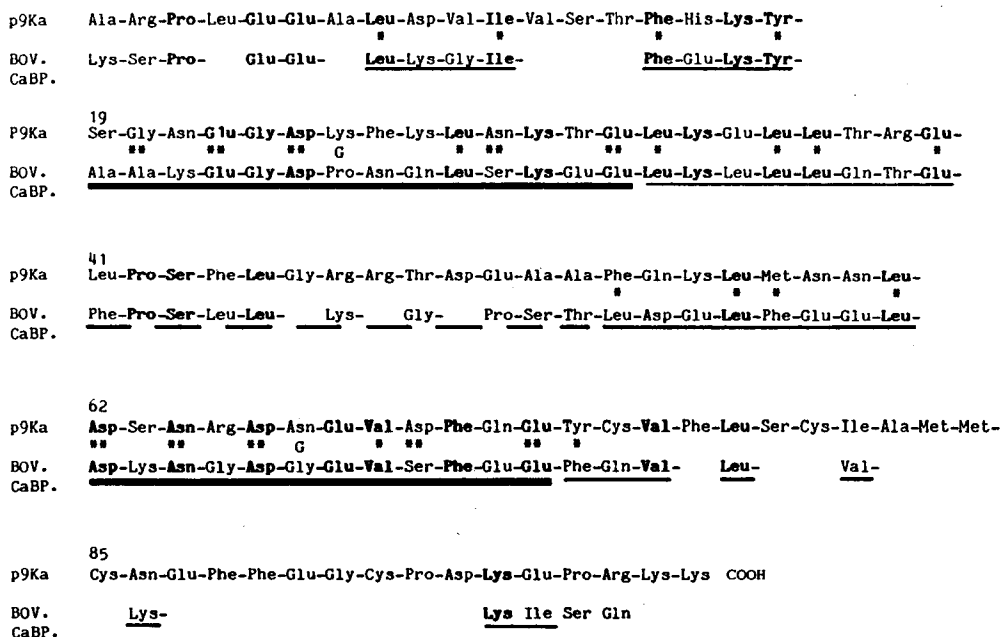 p9Ka Ala-Arg-Pro-Leu-Glu-Glu-Ala-Leu-Asp-Val-Ile-Val-Ser-Thr-Phe-His-Lys-Tyr-
* * * *
BOV. Lys-Ser-Pro- Glu-Glu- Leu-Lys-Gly-Ile- Phe-Glu-Lys-Tyr-
CaBP.
19
P9Ka Ser-Gly-Asn-Glu-Gly-Asp-Lys-Phe-Lys-Leu-Asn-Lys-Thr-Glu-Leu-Lys-Glu-Leu-Leu-Thr-Arg-Glu-
** ** ** G * ** ** * * * *
BOV. Ala-Ala-Lys-Glu-Gly-Asp-Pro-Asn-Gln-Leu-Ser-Lys-Glu-Glu-Leu-Lys-Leu-Leu-Leu-Gln-Thr-Glu-
CaBP.
41
p9Ka Leu-Pro-Ser-Phe-Leu-Gly-Arg-Arg-Thr-Asp-Glu-Ala-Ala-Phe-Gln-Lys-Leu-Met-Asn-Asn-Leu-
* * * *
BOV. Phe-Pro-Ser-Leu-Leu- Lys- Gly- Pro-Ser-Thr-Leu-Asp-Glu-Leu-Phe-Glu-Glu-Leu-
CaBP.
62
p9Ka Asp-Ser-Asn-Arg-Asp-Asn-Glu-Val-Asp-Phe-Gln-Glu-Tyr-Cys-Val-Phe-Leu-Ser-Cys-Ile-Ala-Met-Met-
** ** ** G * ** ** *
BOV. Asp-Lys-Asn-Gly-Asp-Gly-Glu-Val-Ser-Phe-Glu-Glu-Phe-Gln-Val- Leu- Val-
CaBP.
85
p9Ka Cys-Asn-Glu-Phe-Phe-Glu-Gly-Cys-Pro-Asp-Lys-Glu-Pro-Arg-Lys-Lys COOH
BOV. Lys- Lys Ile Ser Gln
CaBP.